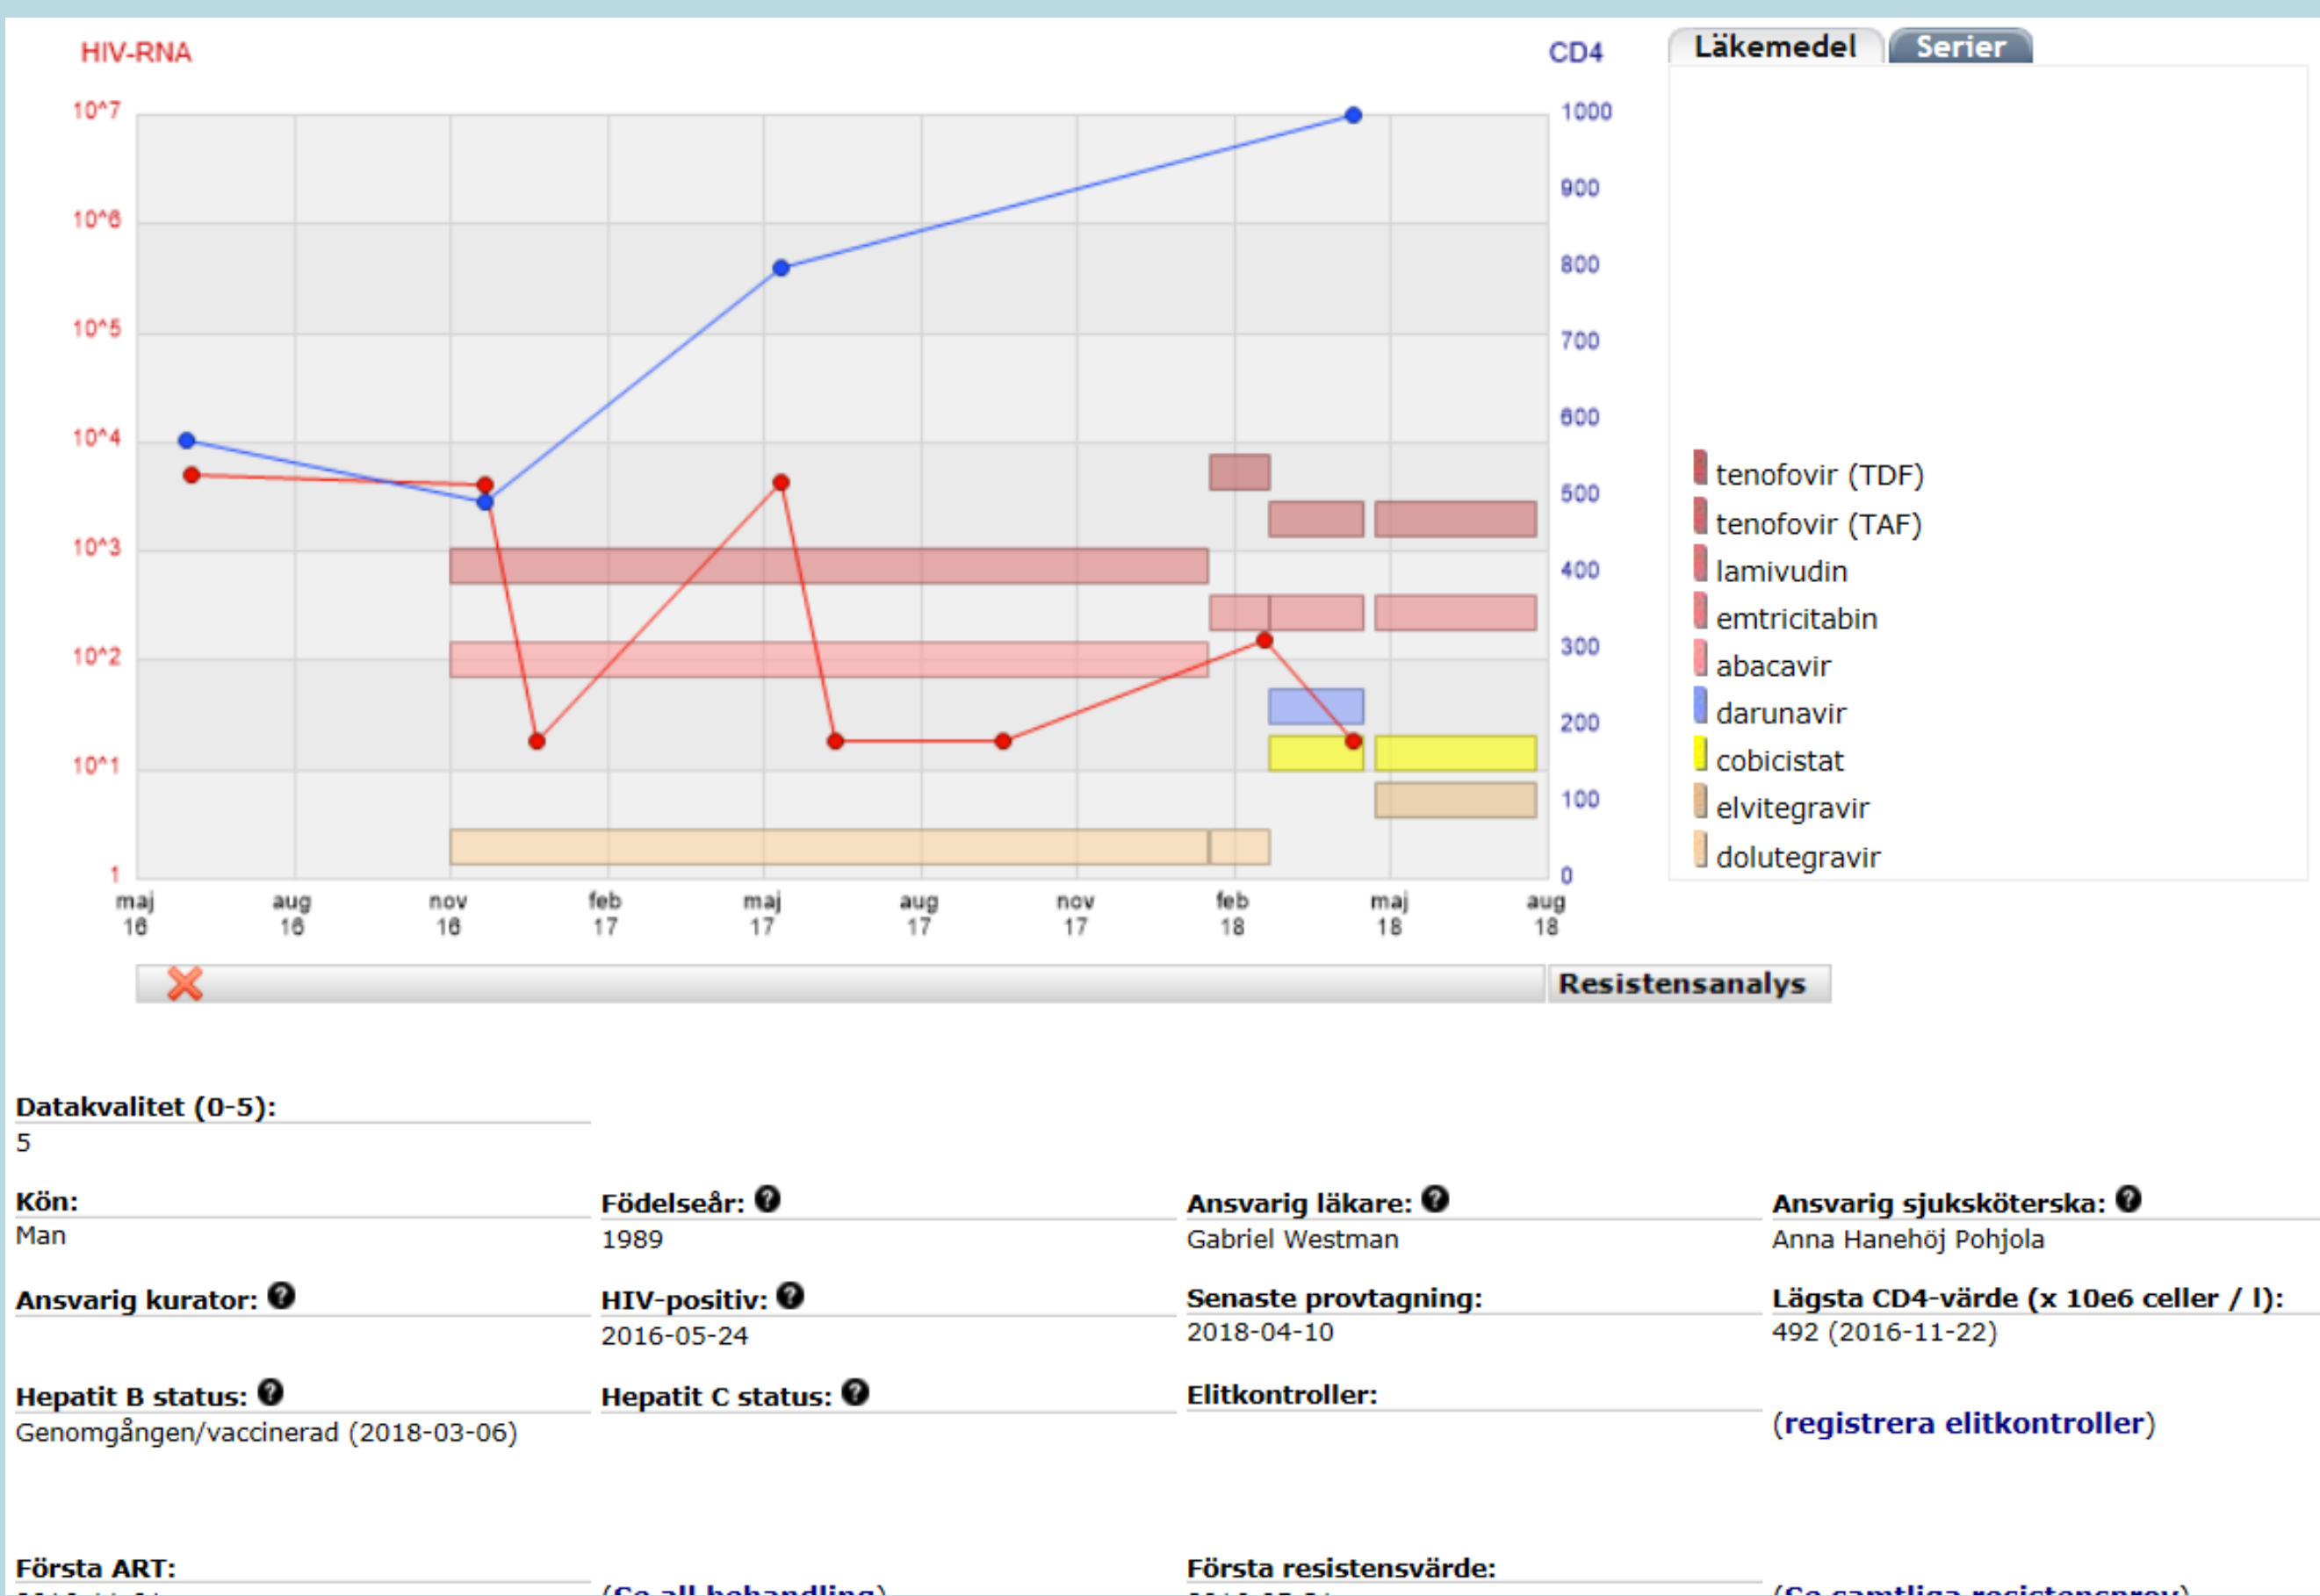 HIV-RNA
CD4
Läkemedel
Serier
10^7
10^6
10^5
10^4
10^3
10^2
10^1
1
1000
900
800
700
600
500
400
300
200
100
0
tenofovir (TDF)
tenofovir (TAF)
lamivudin
emtricitabin
abacavir
darunavir
cobicistat
elvitegravir
dolutegravir
maj aug nov feb maj aug nov feb maj aug
16 16 16 17 17 17 17 18 18 18
Resistensanalys
Datakvalitet (0-5):
5
Kön: Födelseår: ? Ansvarig läkare: ? Ansvarig sjuksköterska: ?
Man 1989 Gabriel Westman Anna Hanehöj Pohjola
Ansvarig kurator: ? HIV-positiv: ? Senaste provtagning: Lägsta CD4-värde (x 10e6 celler / l):
2016-05-24 2018-04-10 492 (2016-11-22)
Hepatit B status: ? Hepatit C status: ? Elitkontroller:
Genomgången/vaccinerad (2018-03-06) (registrera elitkontroller)
Första ART: Första resistensvärde:
(Se all behandling) (Se samtliga resistensprov)